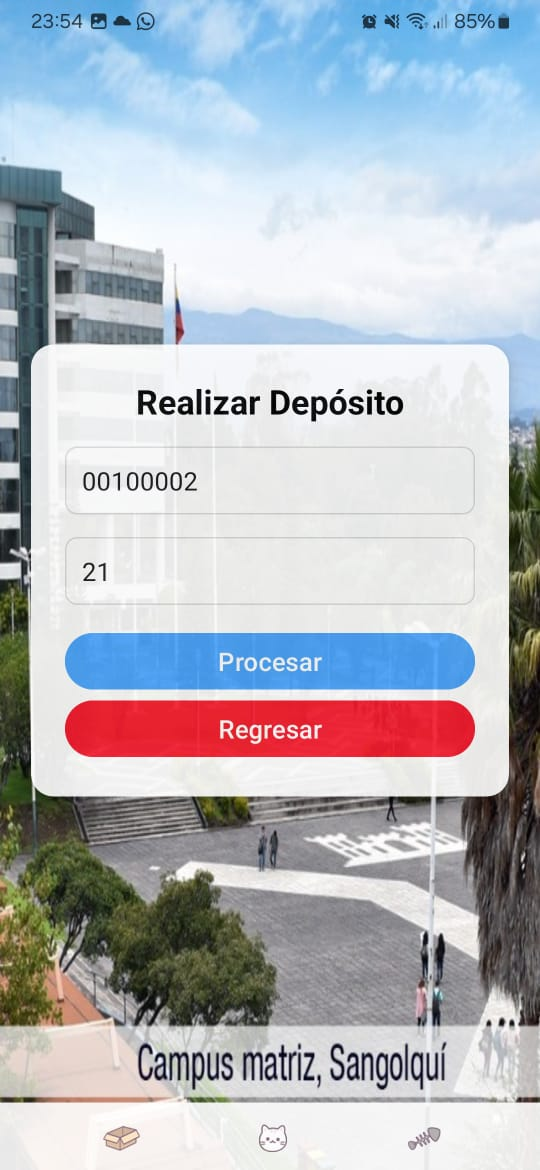 23:54
85%
Realizar Depósito
00100002
21
Procesar
Regresar
Campus matriz, Sangolquí